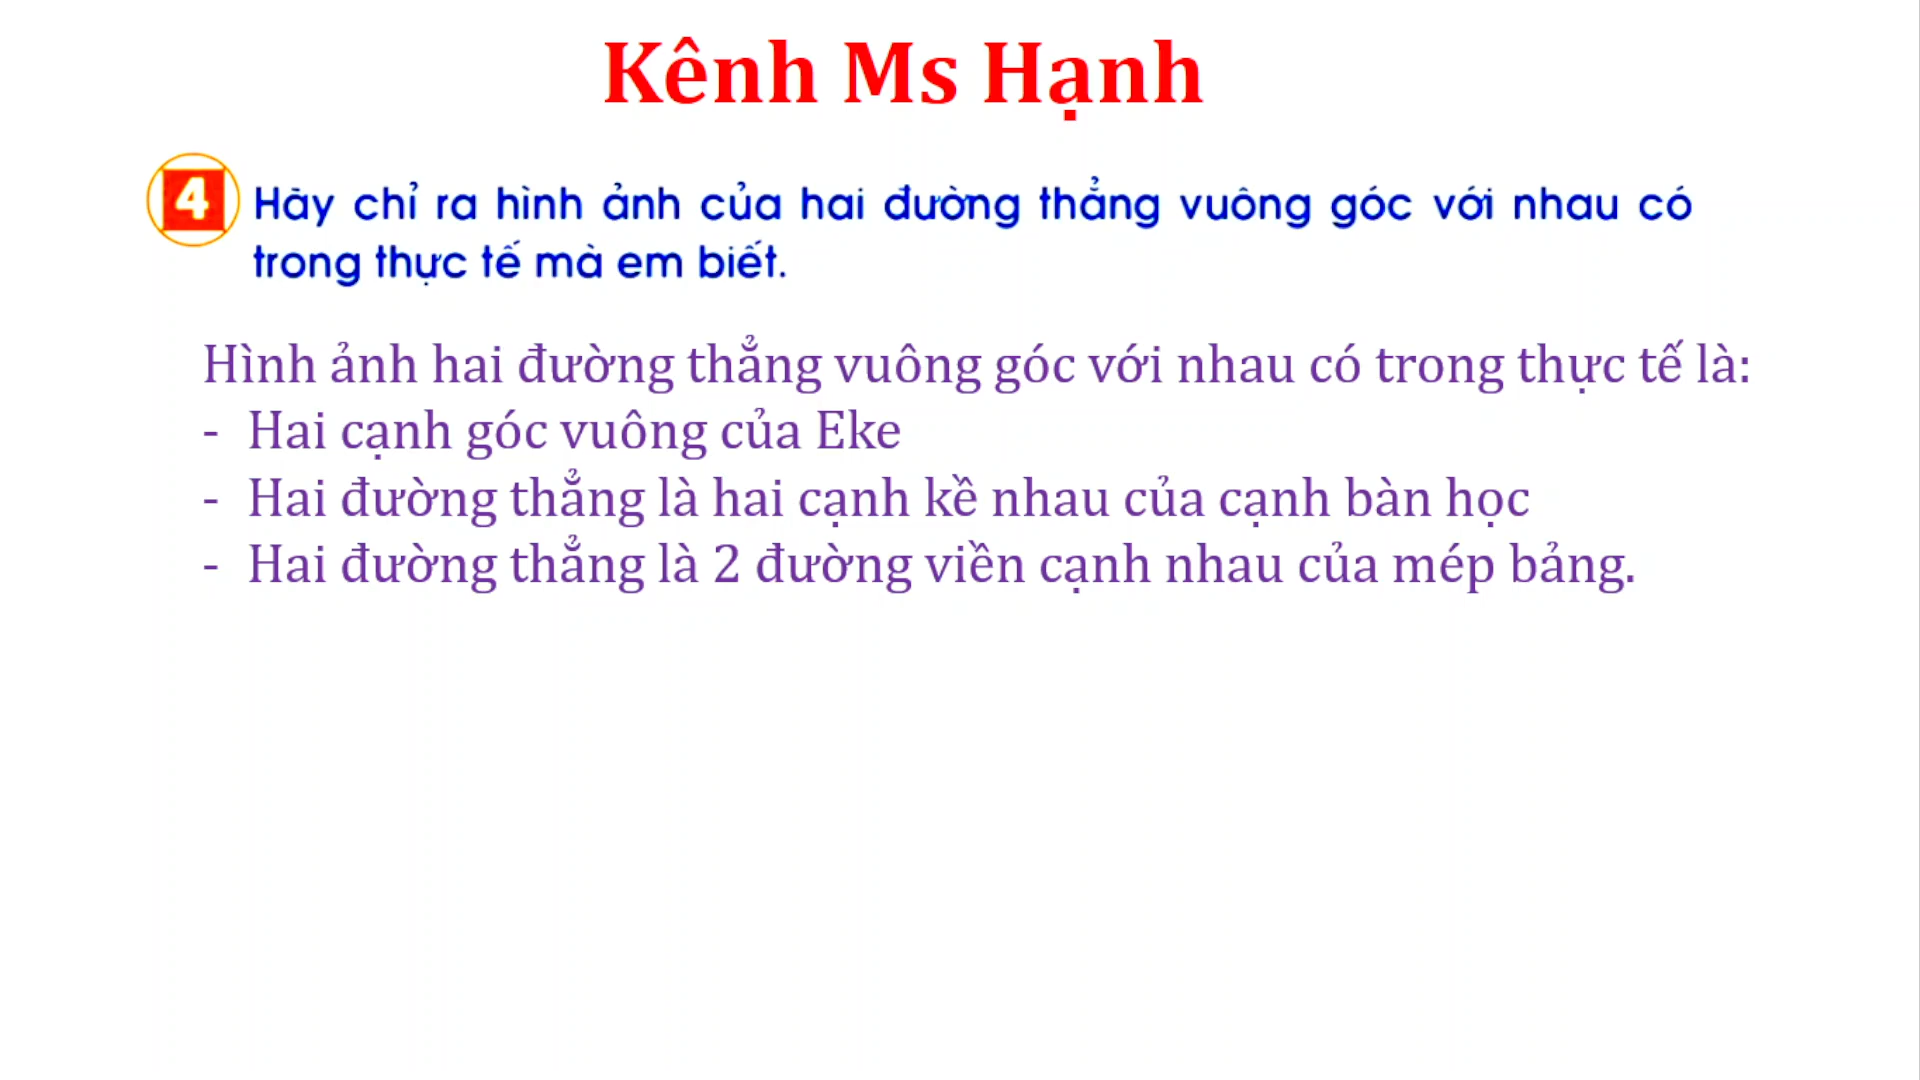 Kênh Ms Hạnh
4 Hãy chỉ ra hình ảnh của hai đường thẳng vuông góc với nhau có
trong thực tế mà em biết.
Hình ảnh hai đường thẳng vuông góc với nhau có trong thực tế là:
- Hai cạnh góc vuông của Eke
- Hai đường thẳng là hai cạnh kề nhau của cạnh bàn học
- Hai đường thẳng là 2 đường viền cạnh nhau của mép bảng.